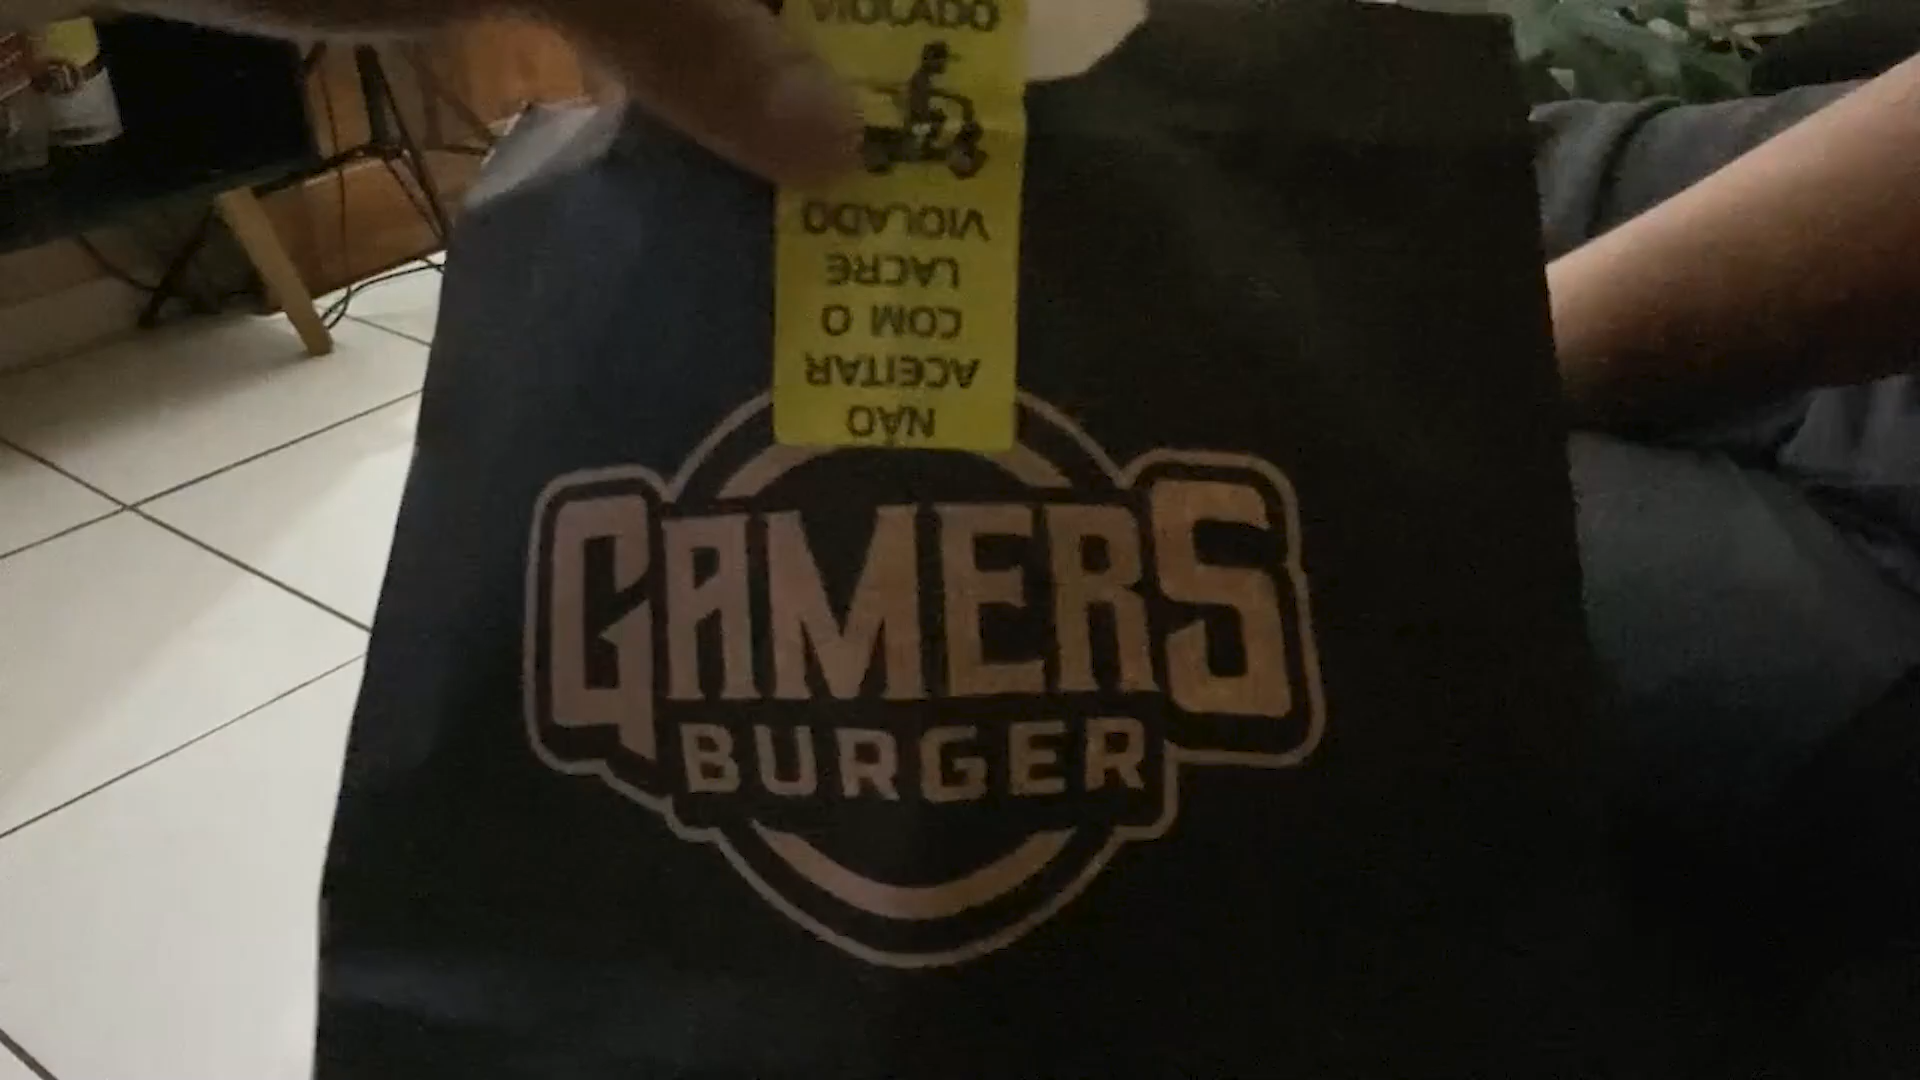 VIOLADO
NÃO
ACEITAR
COM O
LACRE
VIOLADO
GAMERS
BURGER